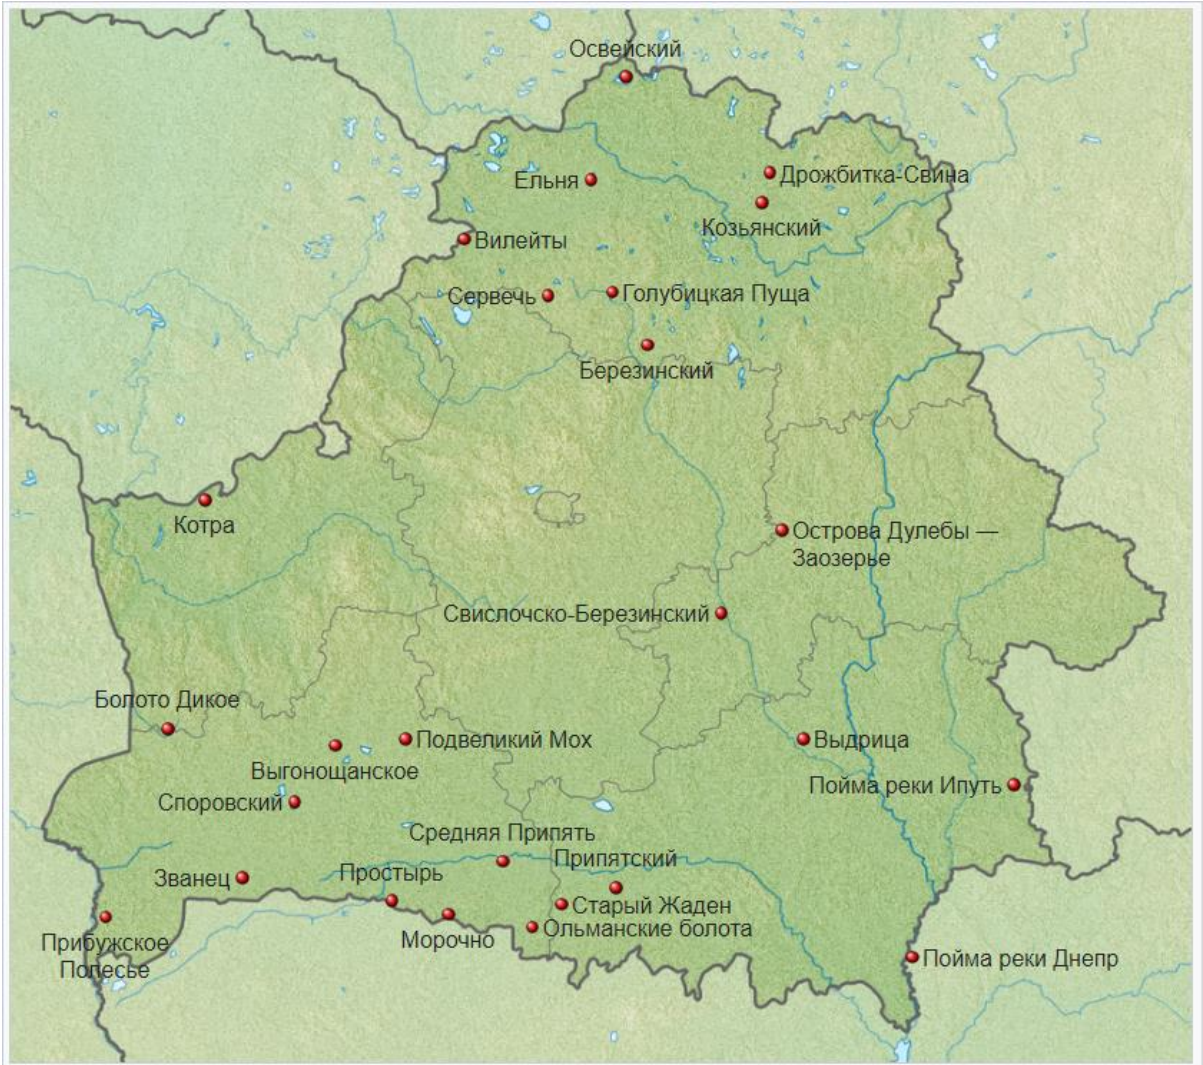 Освейский
Дрожбитка-Свина
Ельня
Козьянский
Вилейты
Сервечь
Голубицкая Пуща
Березинский
Котра
Острова Дулебы —
Заозерье
Свислочско-Березинский
Болото Дикое
Подвеликий Мох
Выдрица
Выгонощанское
Пойма реки Ипуть
Споровский
Средняя Припять
Припятский
Простырь
Званец
Старый Жаден
Ольманские болота
Морочно
Прибужское
Полесье
Пойма реки Днепр